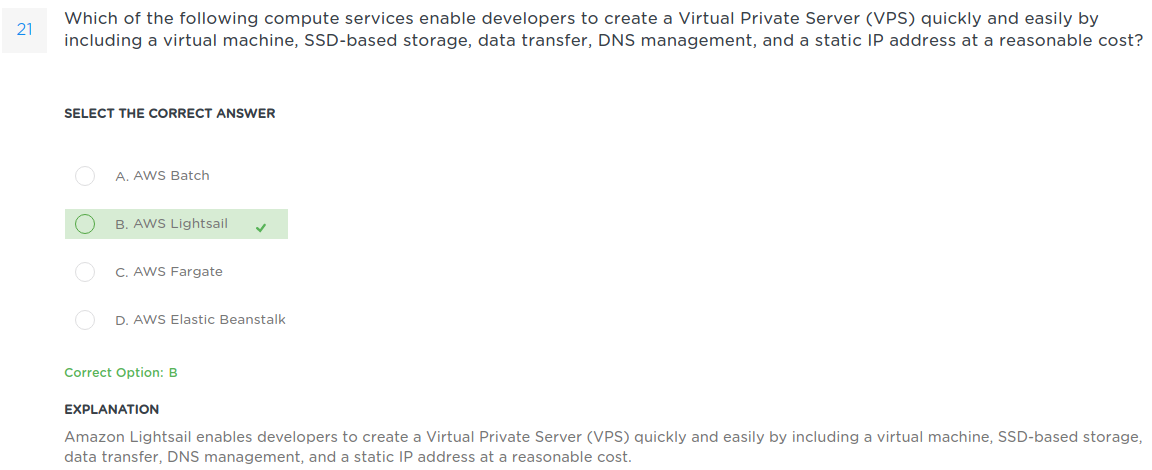 21
Which of the following compute services enable developers to create a Virtual Private Server (VPS) quickly and easily by
including a virtual machine, SSD-based storage, data transfer, DNS management, and a static IP address at a reasonable cost?
SELECT THE CORRECT ANSWER
A. AWS Batch
B. AWS Lightsail
C. AWS Fargate
D. AWS Elastic Beanstalk
Correct Option: B
EXPLANATION
Amazon Lightsail enables developers to create a Virtual Private Server (VPS) quickly and easily by including a virtual machine, SSD-based storage,
data transfer, DNS management, and a static IP address at a reasonable cost.